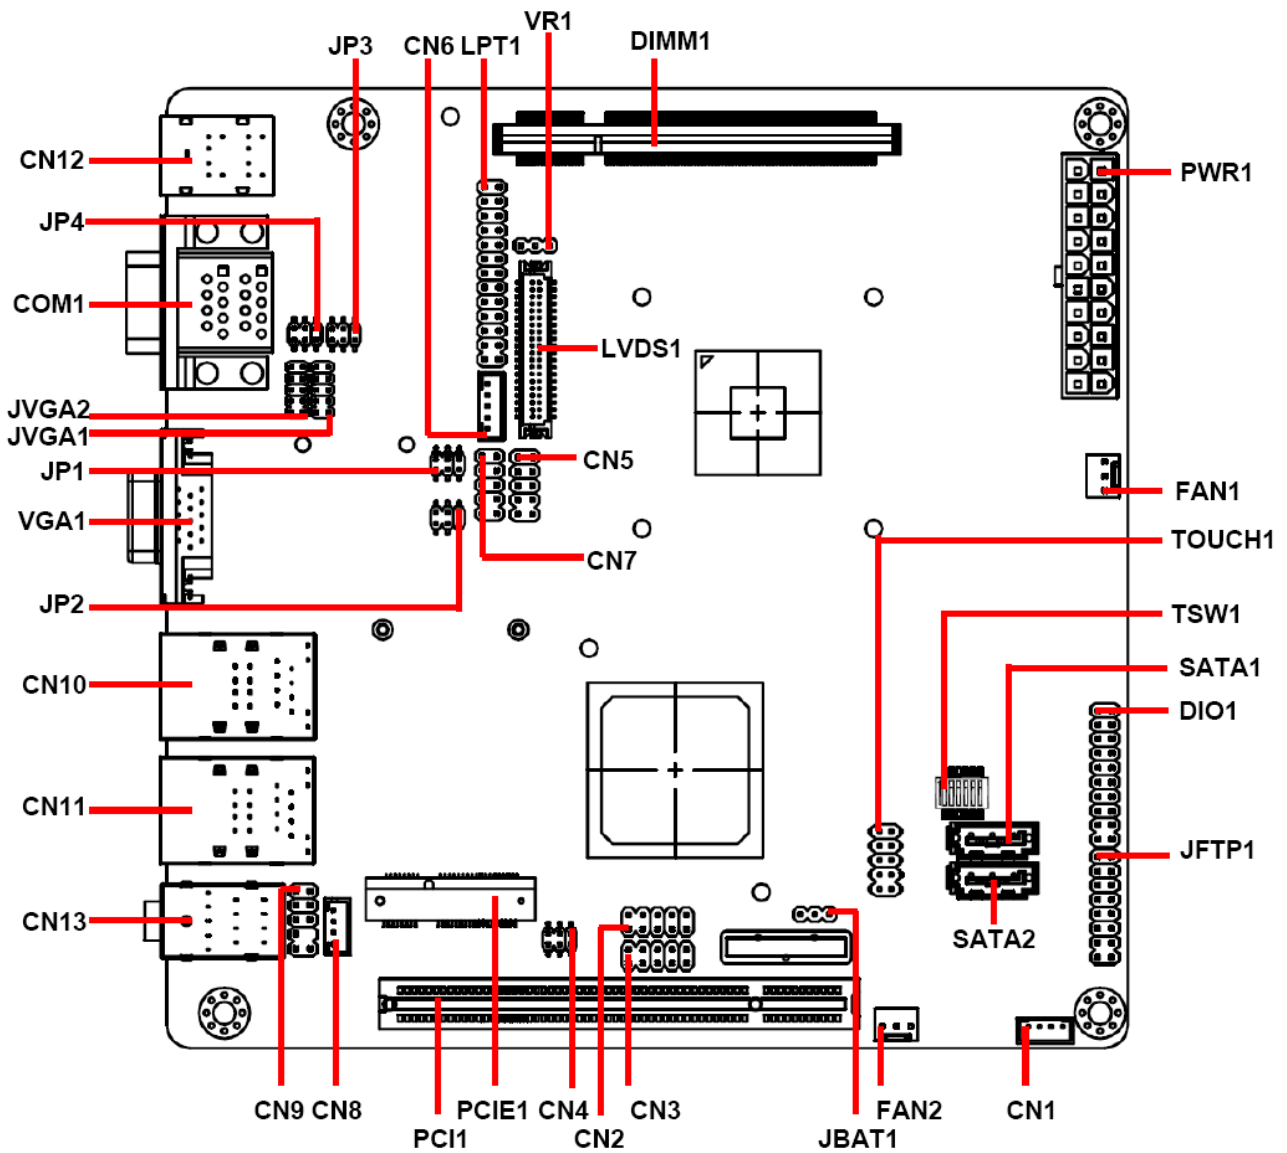 VR1
JP3
CN6
LPT1
DIMM1
CN12
PWR1
JP4
COM1
LVDS1
JVGA2
JVGA1
JP1
CN5
FAN1
VGA1
TOUCH1
CN7
JP2
TSW1
SATA1
CN10
DIO1
CN11
JFTP1
CN13
SATA2
CN9
CN8
PCIE1
CN4
CN3
FAN2
CN1
PCI1
CN2
JBAT1